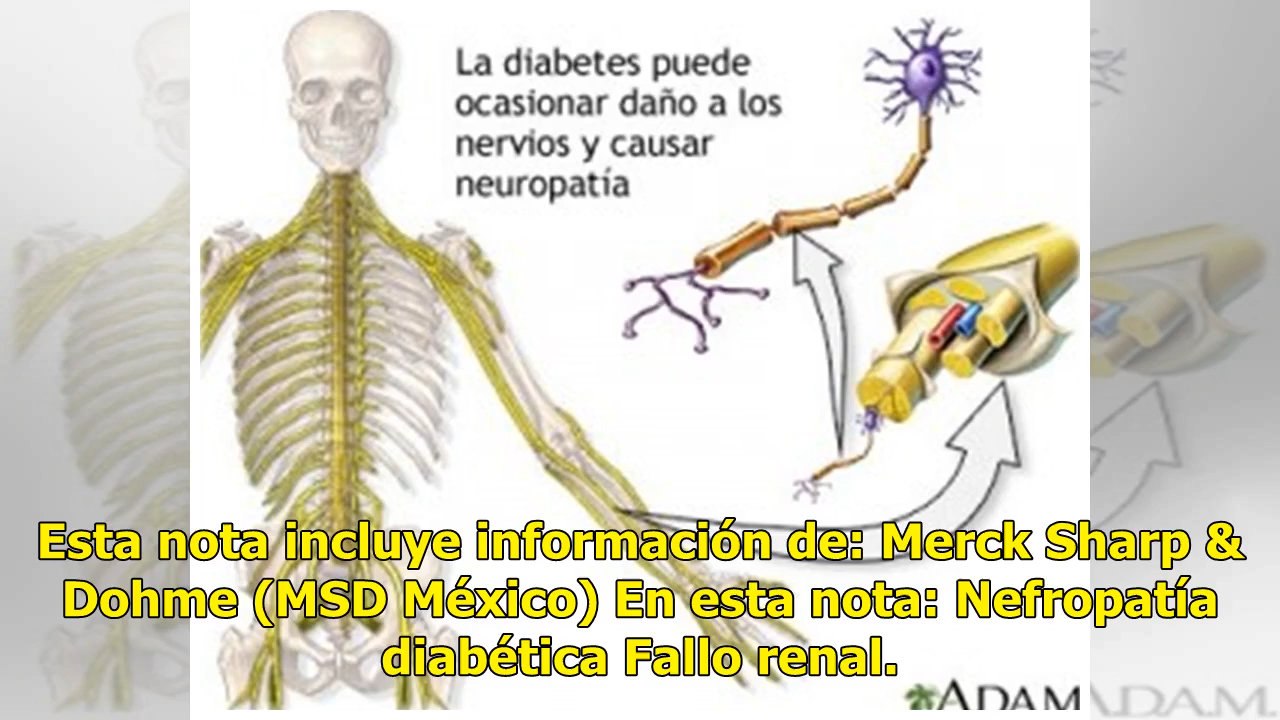 La diabetes puede
ocasionar daño a los
nervios y causar
neuropatía
Esta nota incluye información de: Merck Sharp &
Dohme (MSD México) En esta nota: Nefropatía
diabética Fallo renal.
ADAM
A.D.A.M.